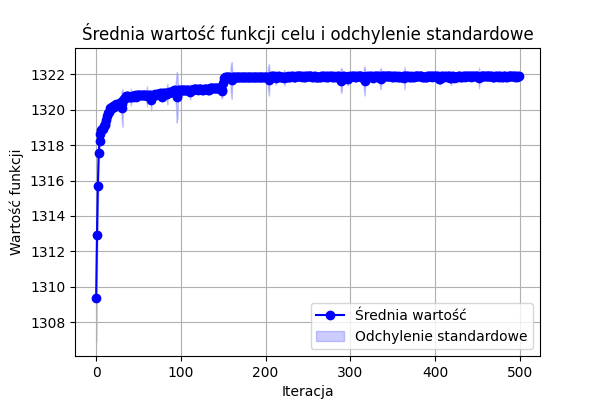 Średnia wartość funkcji celu i odchylenie standardowe
Wartość funkcji
1322
1320
1318
1316
1314
1312
1310
1308
Średnia wartość
Odchylenie standardowe
0 100 200 300 400 500
Iteracja